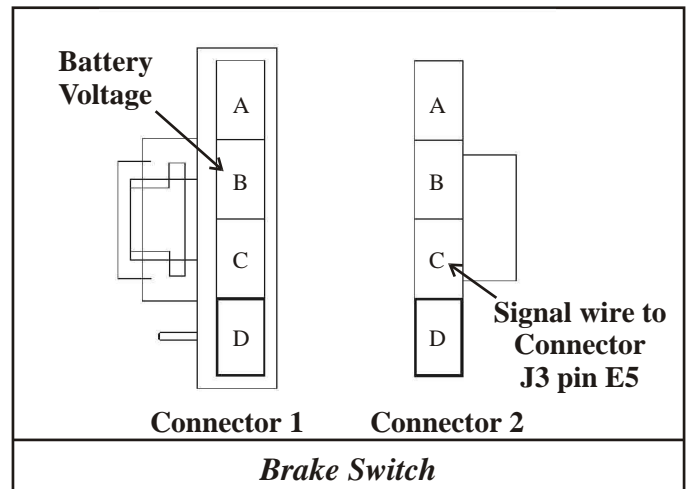 Battery
Voltage
A
B
C
D
A
B
C
D
Signal wire to
Connector
J3 pin E5
Connector 1
Connector 2
Brake Switch